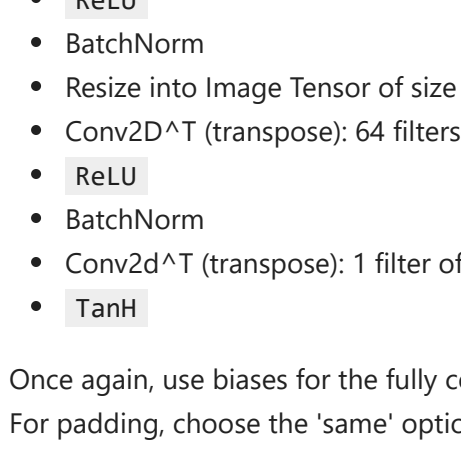 ReLU
BatchNorm
Resize into Image Tensor of size
Conv2D^T (transpose): 64 filters
ReLU
BatchNorm
Conv2d^T (transpose): 1 filter of
TanH
Once again, use biases for the fully
For padding, choose the 'same'